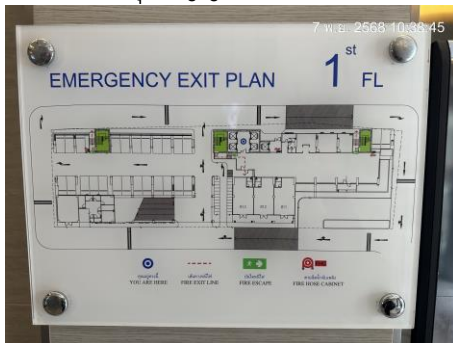 7 พ.ย. 2568 10:38:45
EMERGENCY EXIT PLAN 1st FL
YOU ARE HERE
FIRE EXIT LINE
FIRE ESCAPE
FIRE HOSE CABINET